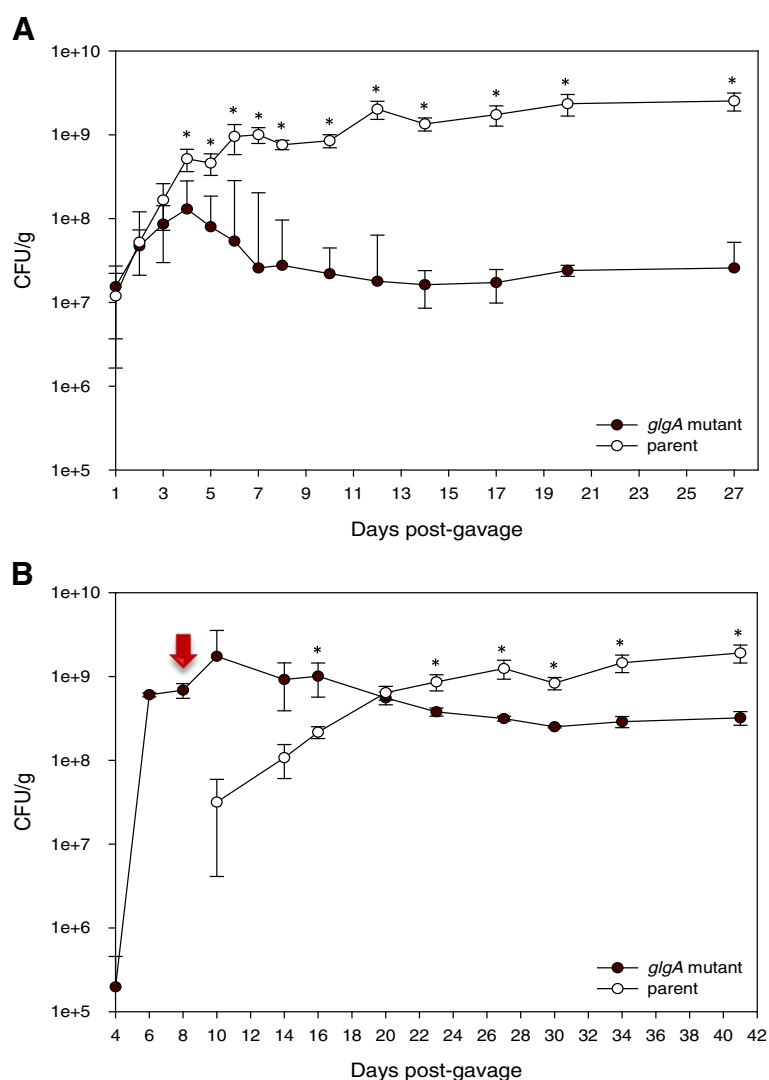 A
1e+10
1e+9
1e+8
1e+7
1e+6
1e+5
CFU/g
* * * * * * * * * * * *
glgA mutant
parent
1 3 5 7 9 11 13 15 17 19 21 23 25 27
Days post-gavage
B
1e+10
1e+9
1e+8
1e+7
1e+6
1e+5
CFU/g
* * * * * *
glgA mutant
parent
4 6 8 10 12 14 16 18 20 22 24 26 28 30 32 34 36 38 40 42
Days post-gavage